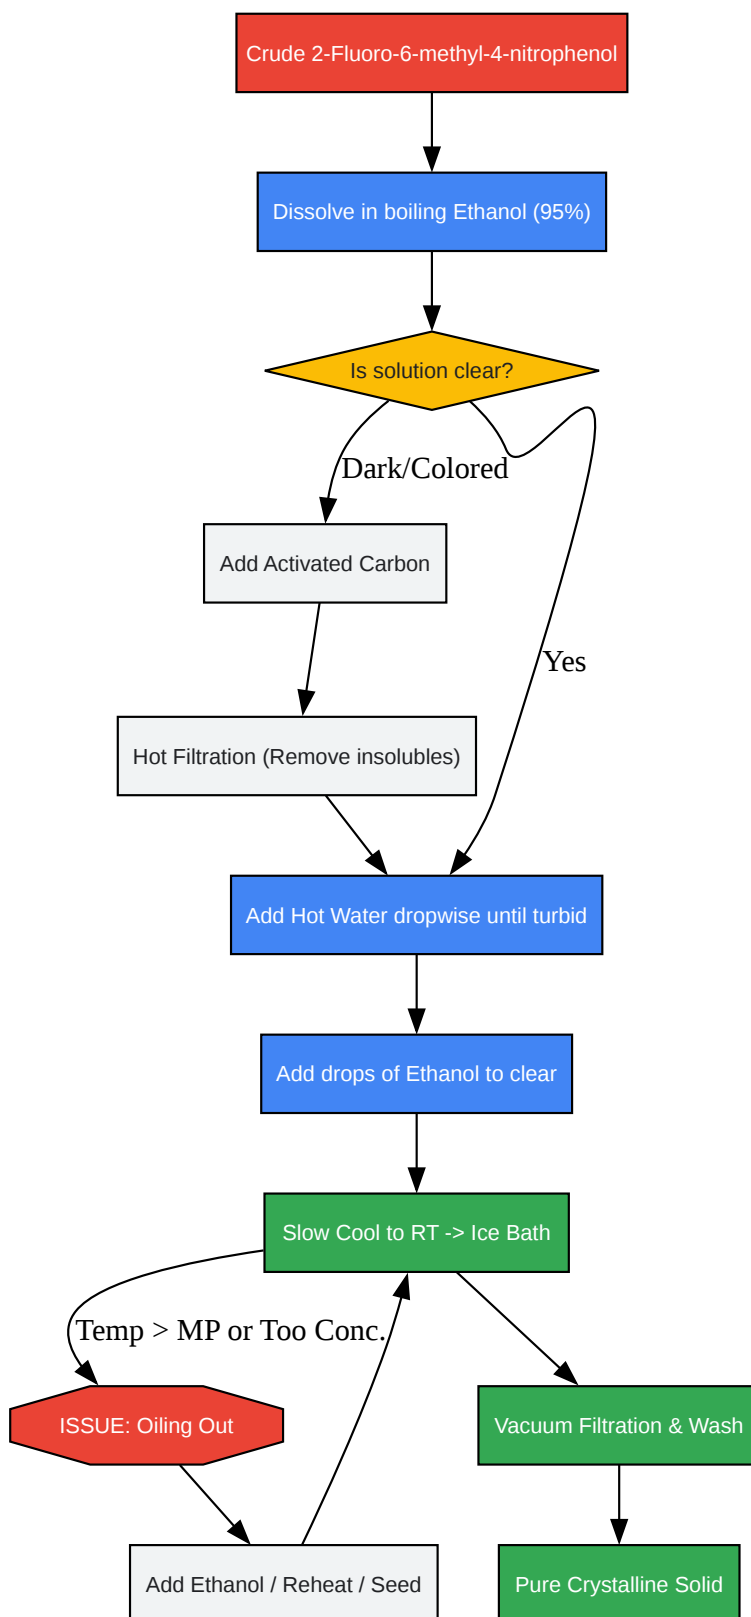 Crude 2-Fluoro-6-methyl-4-nitrophenol
Dissolve in boiling Ethanol (95%)
Is solution clear?
Dark/Colored
Add Activated Carbon
Yes
Hot Filtration (Remove insolubles)
Add Hot Water dropwise until turbid
Add drops of Ethanol to clear
Slow Cool to RT -> Ice Bath
Temp > MP or Too Conc.
ISSUE: Oiling Out
Vacuum Filtration & Wash
Add Ethanol / Reheat / Seed
Pure Crystalline Solid